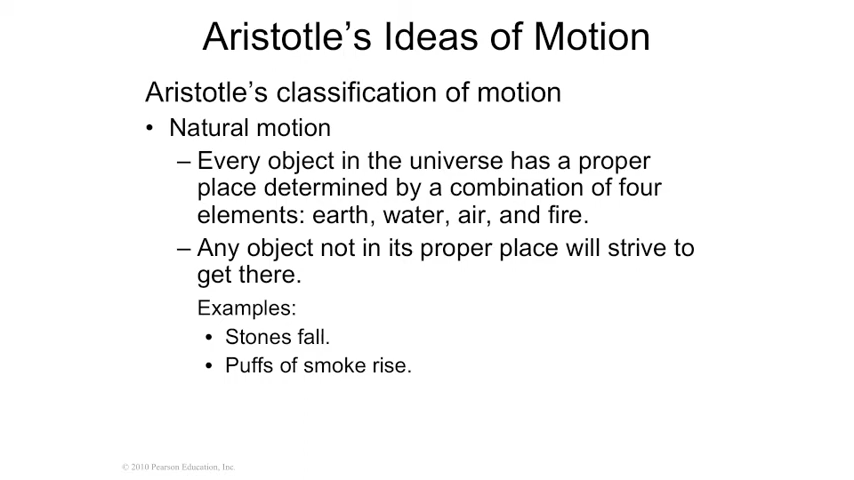 Aristotle’s Ideas of Motion
Aristotle’s classification of motion
• Natural motion
– Every object in the universe has a proper
place determined by a combination of four
elements: earth, water, air, and fire.
– Any object not in its proper place will strive to
get there.
Examples:
• Stones fall.
• Puffs of smoke rise.
© 2010 Pearson Education, Inc.